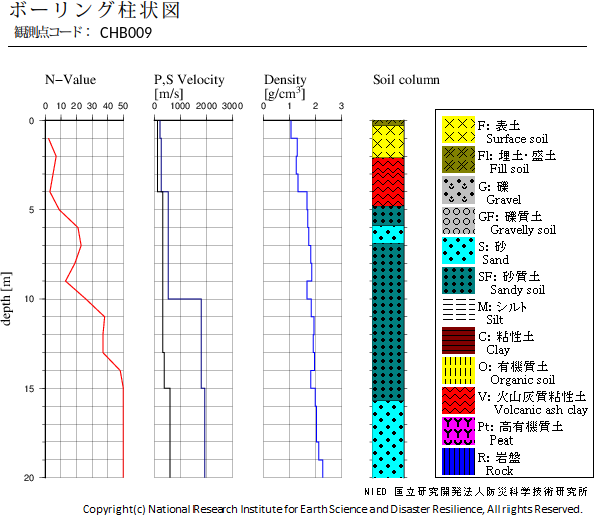 ボーリング柱状図
観測点コード： CHB009
N−Value
P,S Velocity
[m/s]
Density
[g/cm³]
Soil column
0 10 20 30 40 50
0 1000 2000 3000
0 1 2 3
depth [m]
0
5
10
15
20
F: 表土
Surface soil
Fl: 埋土・盛土
Fill soil
G: 礫
Gravel
GF: 礫質土
Gravelly soil
S: 砂
Sand
SF: 砂質土
Sandy soil
M: シルト
Silt
C: 粘性土
Clay
O: 有機質土
Organic soil
V: 火山灰質粘性土
Volcanic ash clay
Pt: 高有機質土
Peat
R: 岩盤
Rock
NIED 国立研究開発法人防災科学技術研究所
Copyright(c) National Research Institute for Earth Science and Disaster Resilience, All rights Reserved.